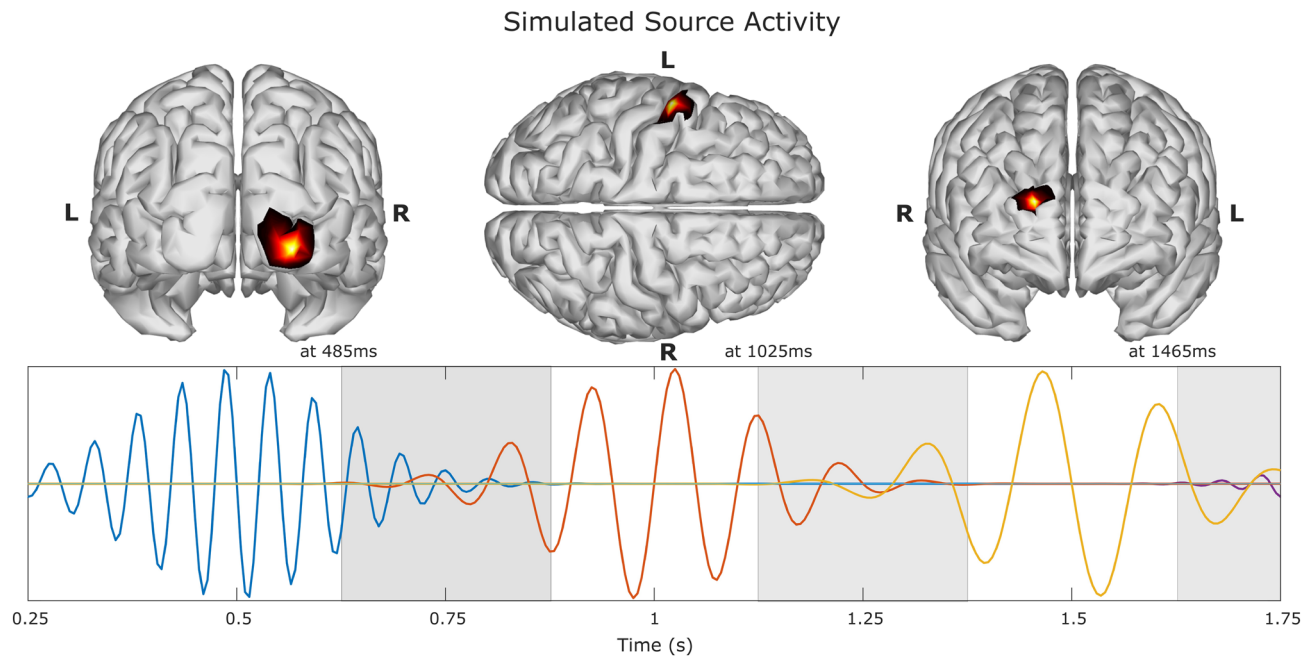 Simulated Source Activity
L
L
R
R
L
at 485ms
R
at 1025ms
at 1465ms
0.25
0.5
0.75
1
1.25
1.5
1.75
Time (s)